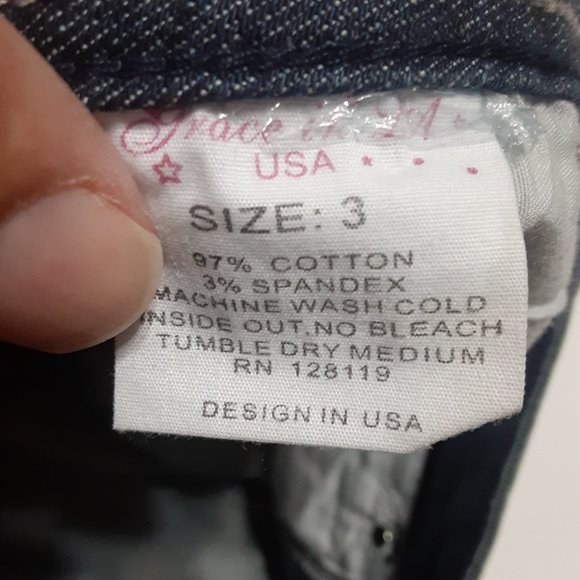 Grace in LA
USA
SIZE: 3
97% COTTON
3% SPANDEX
MACHINE WASH COLD
INSIDE OUT.NO BLEACH
TUMBLE DRY MEDIUM
RN 128119
DESIGN IN USA